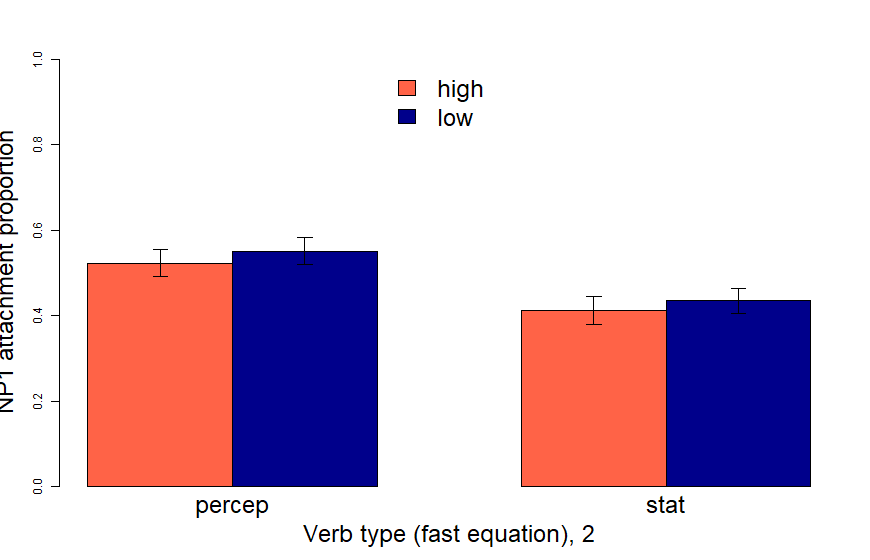 1.0
0.8
0.6
0.4
0.2
0.0
NP1 attachment proportion
high
low
percep
stat
Verb type (fast equation), 2